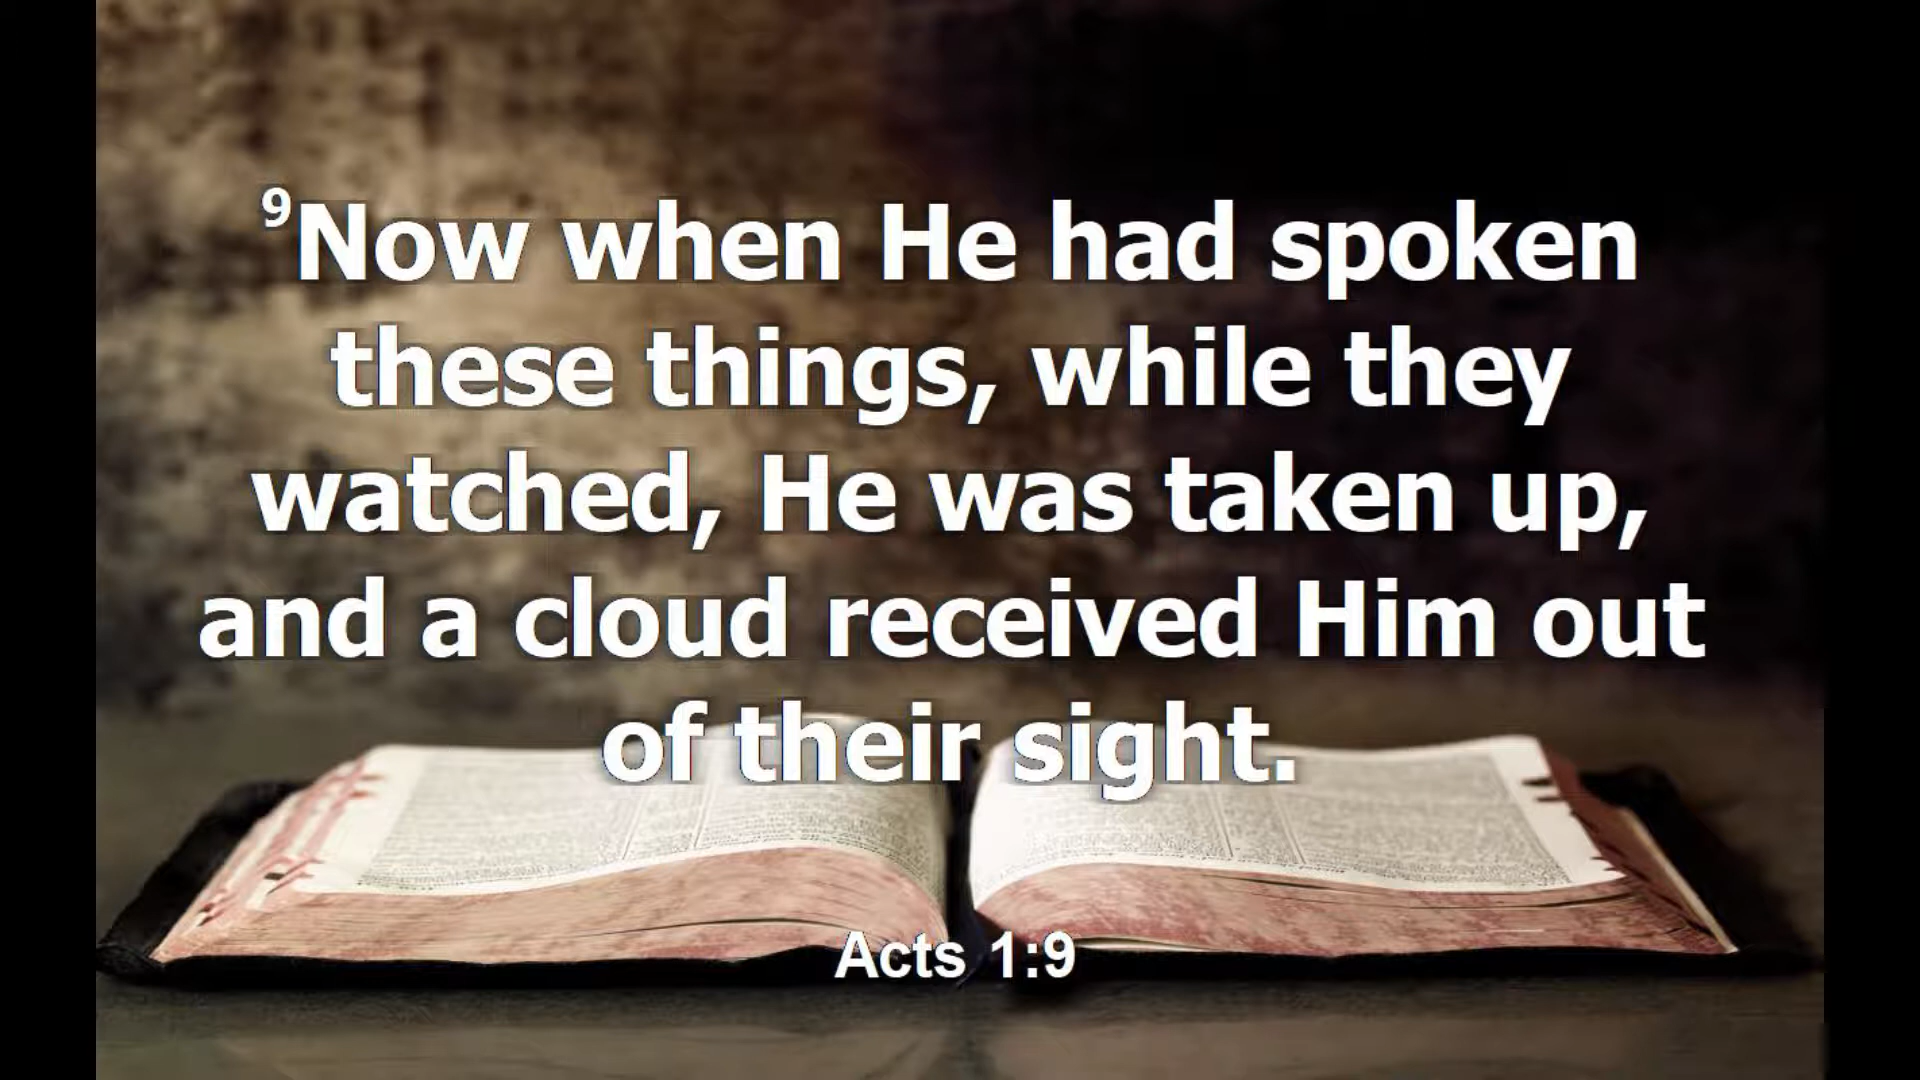 9Now when He had spoken
these things, while they
watched, He was taken up,
and a cloud received Him out
of their sight.
Acts 1:9